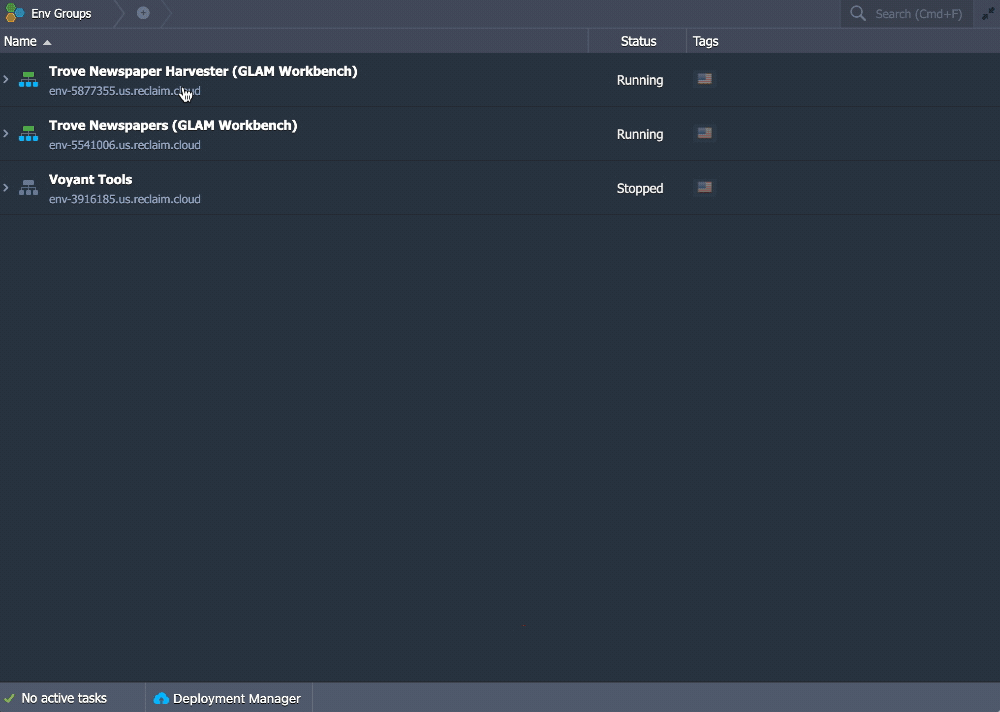 Env Groups
Search (Cmd+F)
Name Status Tags
Trove Newspaper Harvester (GLAM Workbench)
env-5877355.us.reclaim.cloud
Running
Trove Newspapers (GLAM Workbench)
env-5541006.us.reclaim.cloud
Running
Voyant Tools
env-3916185.us.reclaim.cloud
Stopped
No active tasks
Deployment Manager